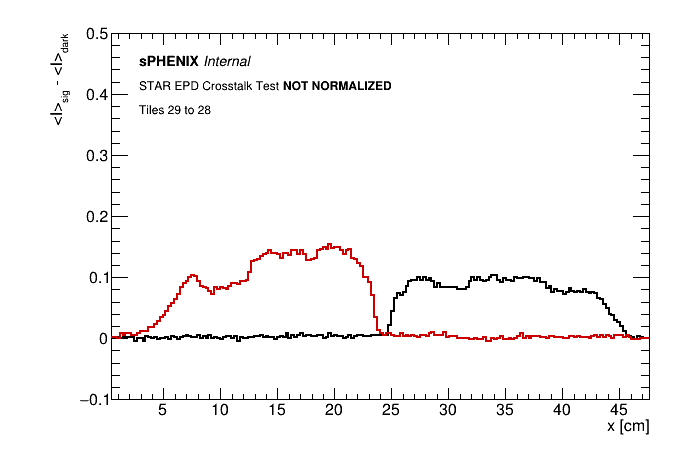 0.5
0.4
0.3
0.2
0.1
0
−0.1
<I>sig - <I>dark
sPHENIX Internal
STAR EPD Crosstalk Test NOT NORMALIZED
Tiles 29 to 28
5 10 15 20 25 30 35 40 45
x [cm]